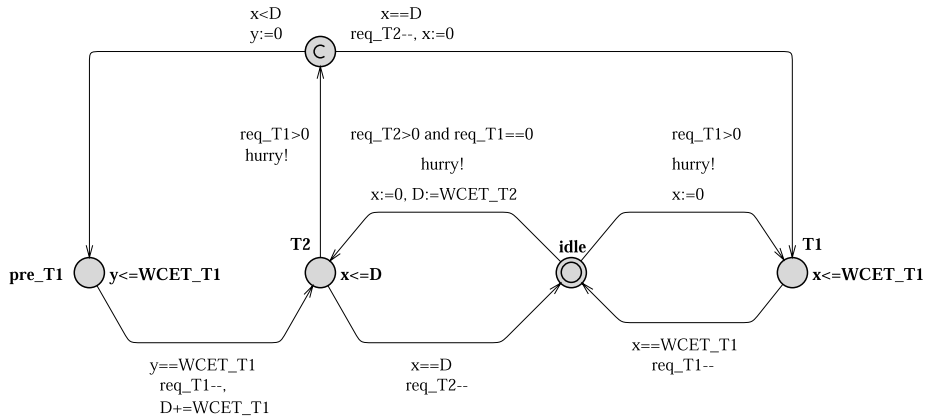 x<D
y:=0
x==D
req_T2--, x:=0
C
req_T1>0
hurry!
req_T2>0 and req_T1==0
hurry!
x:=0, D:=WCET_T2
req_T1>0
hurry!
x:=0
T2
idle
T1
pre_T1
y<=WCET_T1
x<=D
x<=WCET_T1
y==WCET_T1
req_T1--,
D+=WCET_T1
x==D
req_T2--
x==WCET_T1
req_T1--